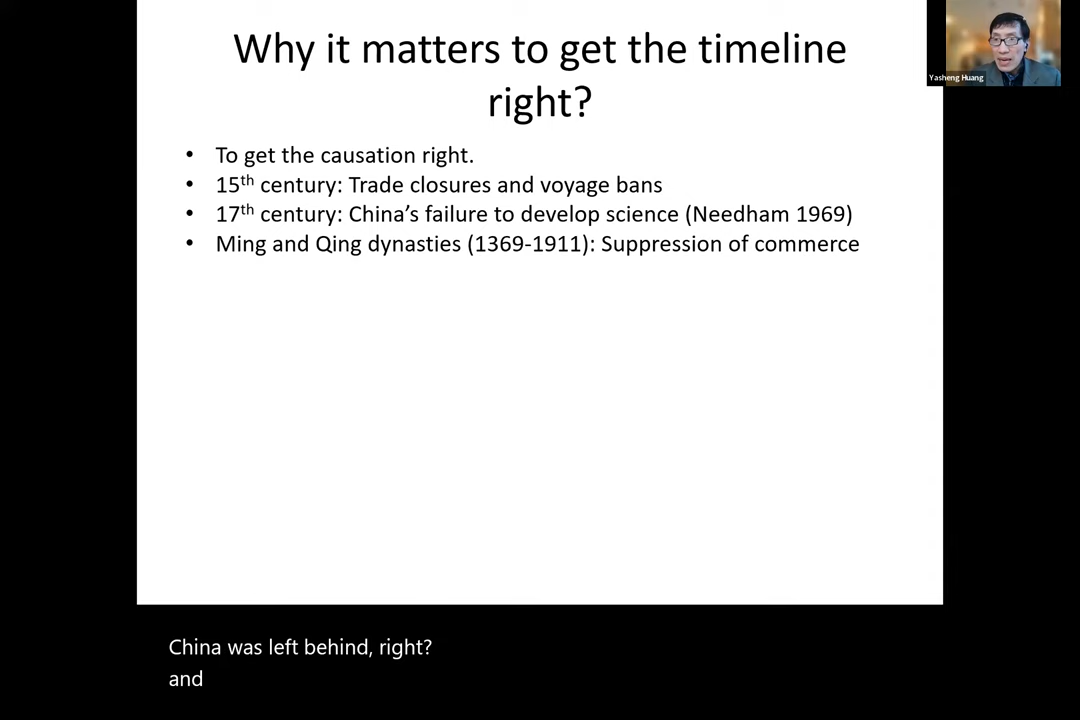 Why it matters to get the timeline
right?
Yasheng Huang
• To get the causation right.
• 15th century: Trade closures and voyage bans
• 17th century: China’s failure to develop science (Needham 1969)
• Ming and Qing dynasties (1369-1911): Suppression of commerce
China was left behind, right?
and